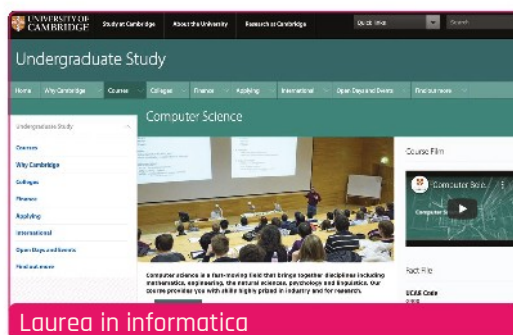 UNIVERSITY OF
CAMBRIDGE
Study at Cambridge
About the University
Research at Cambridge
Quick links
Search
Undergraduate Study
Home
Why Cambridge
Courses
Colleges
Finance
Applying
International
Open Days and Events
Find out more
Computer Science
Undergraduate Study
Courses
Why Cambridge
Colleges
Finance
Applying
International
Open Days and Events
Find out more
Computer science is a fast-moving field that brings together disciplines including
mathematics, engineering, the natural sciences, psychology and linguistics. Our
course provides you with skills highly prized in industry and for research.
Course Film
Computer Scie...
Computer
Fact File
UCAS Code
Laurea in informatica